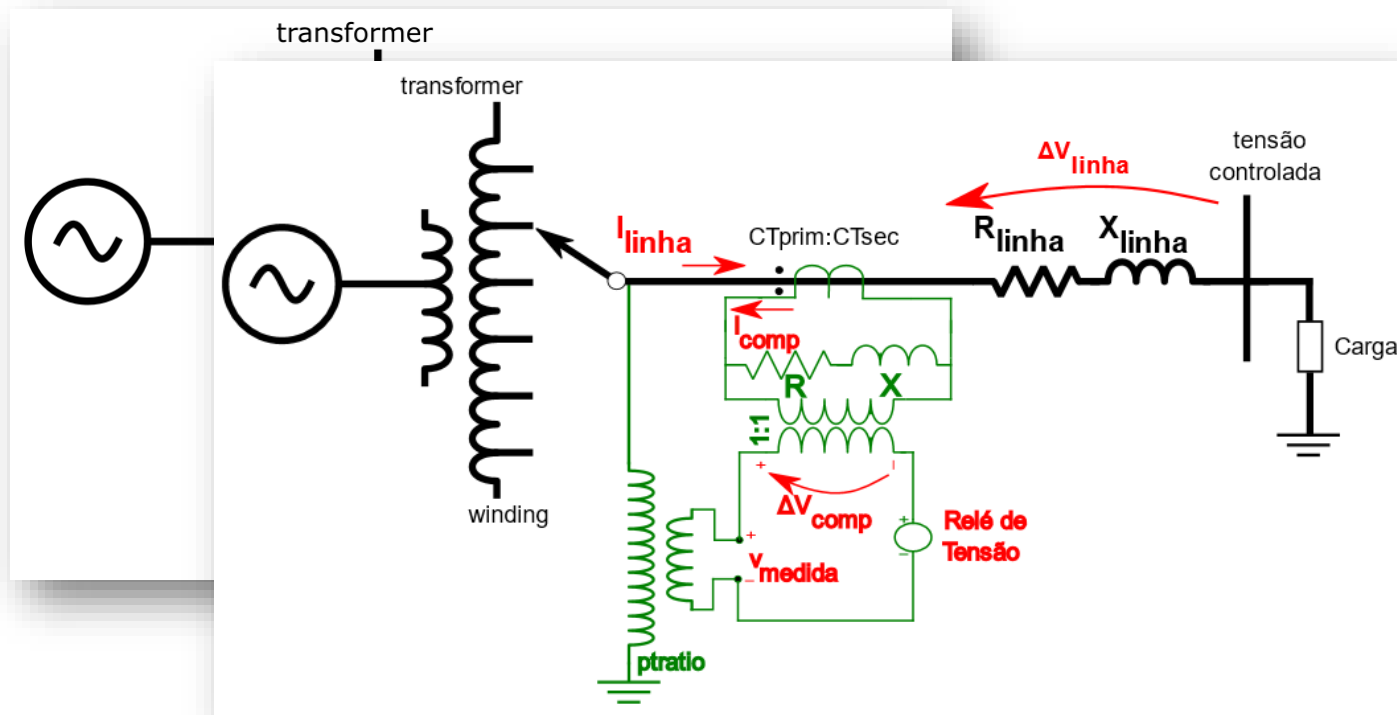 transformer
transformer
tensão
controlada
ΔVlinha
Ilinha
CTprim:CTsec
Rlinha
Xlinha
Icomp
Carga
R
X
1:1
+
−
ΔVcomp
winding
+
−
Relé de
Tensão
+
vmedida
−
ptratio